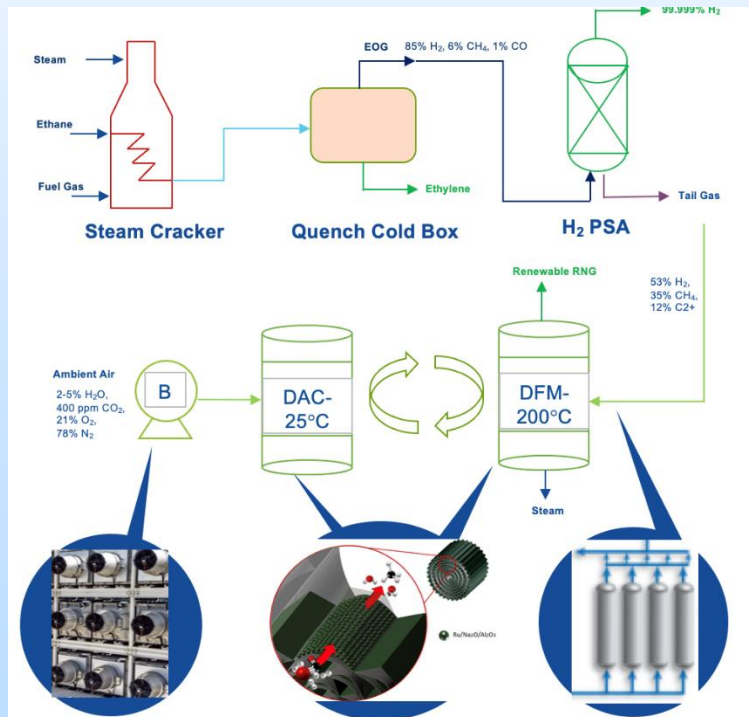 99.999% H₂
EOG
85% H₂, 6% CH₄, 1% CO
Steam
Ethane
Fuel Gas
Ethylene
Tail Gas
Steam Cracker
Quench Cold Box
H₂ PSA
Renewable RNG
53% H₂,
35% CH₄,
12% C2+
Ambient Air
2-5% H₂O,
400 ppm CO₂,
21% O₂,
78% N₂
B
DAC-
25°C
DFM-
200°C
Steam
Ru/Na₂O/Al₂O₃